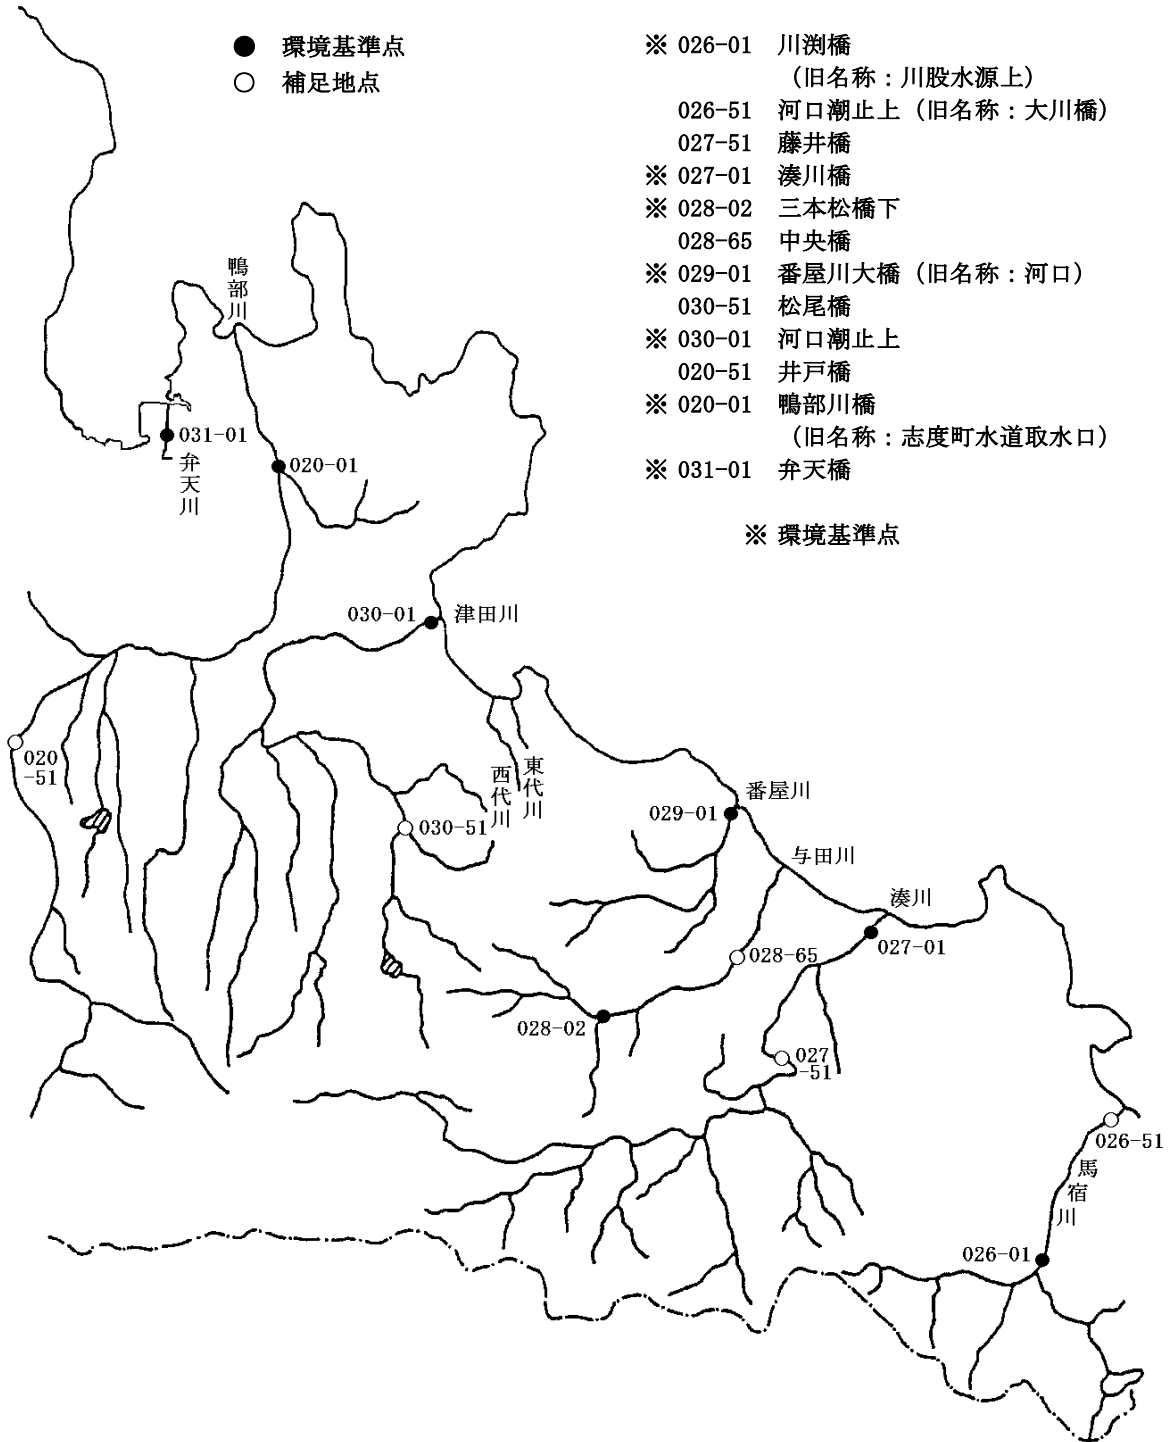 ● 環境基準点
○ 補足地点
※ 026-01 川渕橋
（旧名称：川股水源上）
026-51 河口潮止上（旧名称：大川橋）
027-51 藤井橋
※ 027-01 湊川橋
※ 028-02 三本松橋下
028-65 中央橋
※ 029-01 番屋川大橋（旧名称：河口）
030-51 松尾橋
※ 030-01 河口潮止上
020-51 井戸橋
※ 020-01 鴨部川橋
（旧名称：志度町水道取水口）
※ 031-01 弁天橋
※ 環境基準点
鴨部川
031-01
弁天川
020-01
030-01
津田川
020
-51
西代川
東代川
030-51
番屋川
029-01
与田川
湊川
027-01
028-65
028-02
027
-51
026-51
馬宿川
026-01